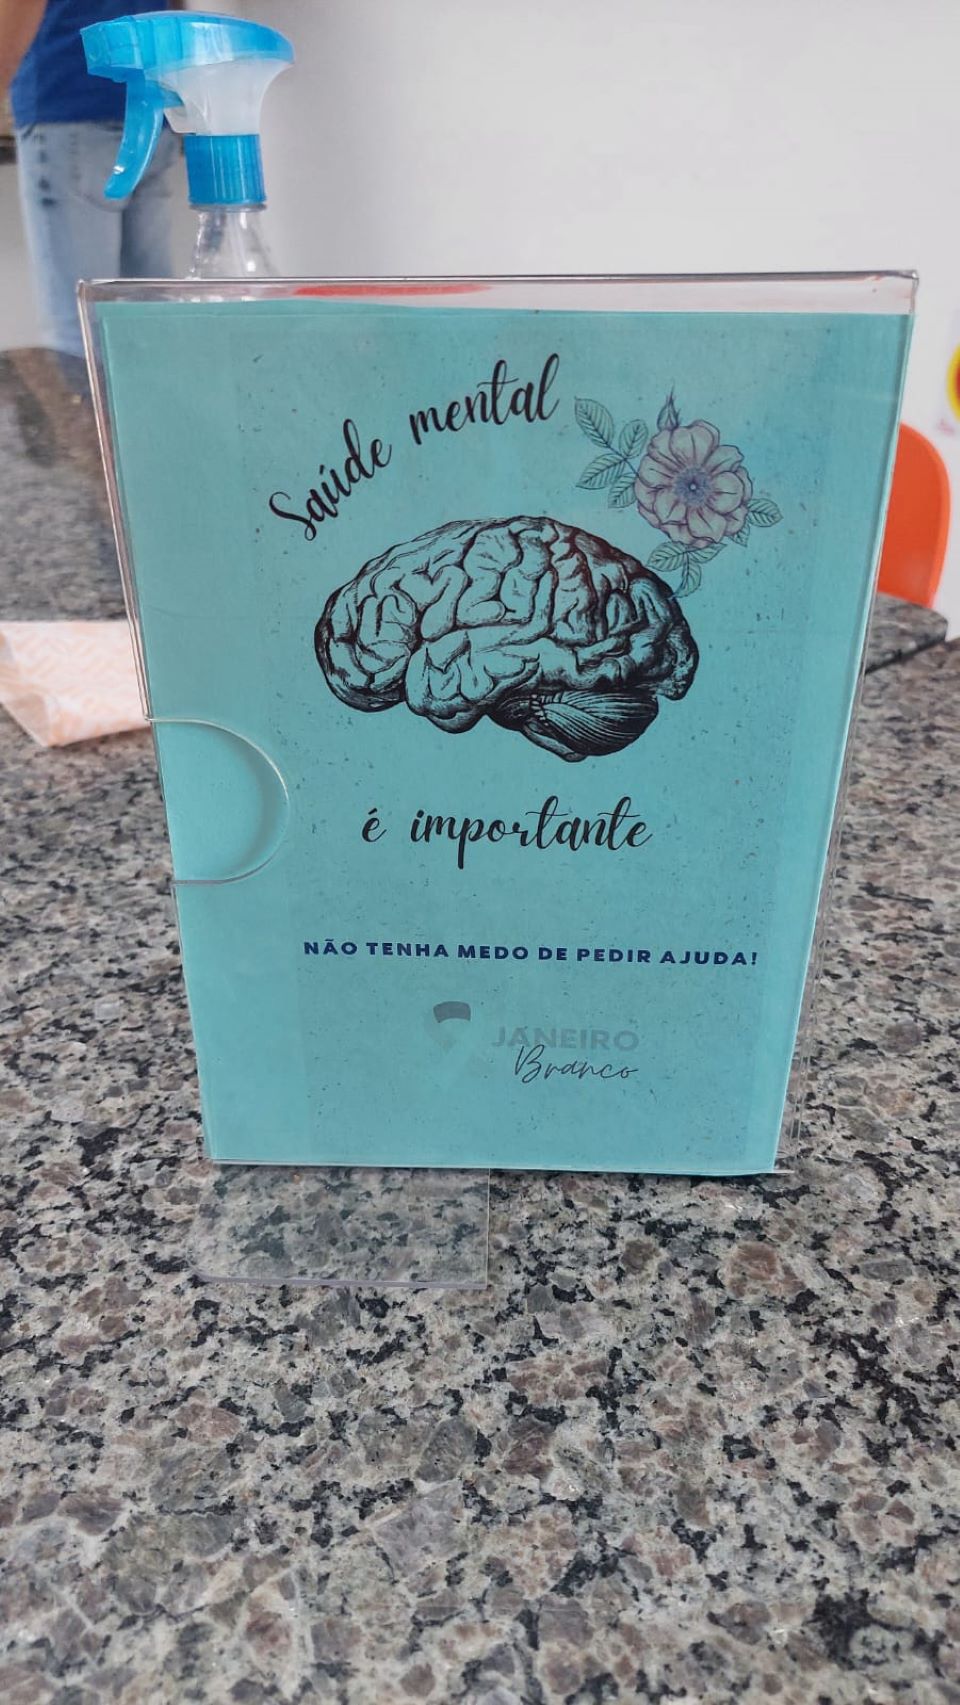 Saúde mental
é importante
NÃO TENHA MEDO DE PEDIR AJUDA!
JANEIRO
Branco